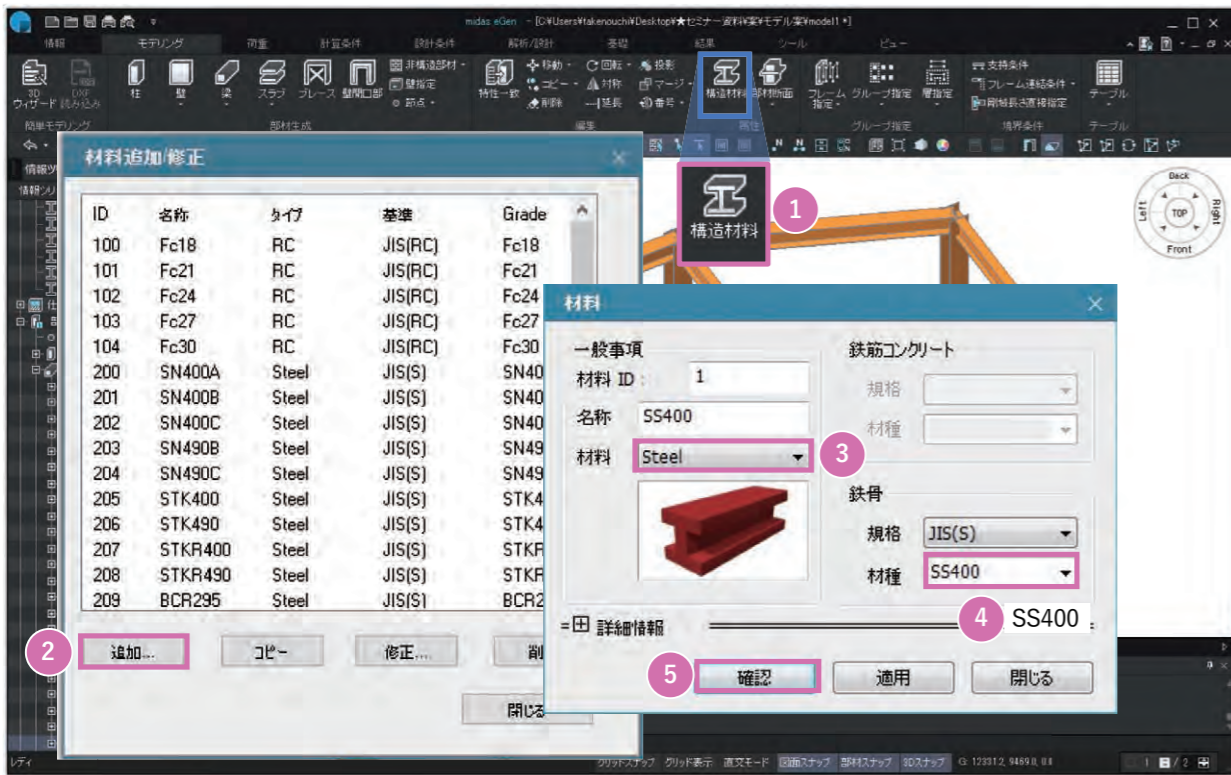 midas eGen - [C:¥Users¥takenouchi¥Desktop¥★セミナー資料¥案¥モデル案¥model1 *]
情報 モデリング 荷重 計算条件 設計条件 解析/設計 基礎 結果 ツール ビュー
3Dウィザード
DXF読み込み
柱 壁 梁 スラブ ブレース 壁開口部
非構造部材
壁指定
節点
特性一致
移動 回転 投影
コピー 対称 マージ
削除 延長 番号
構造材料 部材断面
フレーム指定 グループ指定 層指定
支持条件
フレーム連結条件
剛域長さ直接指定
テーブル
簡単モデリング 部材生成 編集 属性 グループ指定 境界条件 テーブル
Back
Left TOP Right
Front
構造材料
1
材料追加/修正
ID 名称 タイプ 基準 Grade
100 Fc18 RC JIS(RC) Fc18
101 Fc21 RC JIS(RC) Fc21
102 Fc24 RC JIS(RC) Fc24
103 Fc27 RC JIS(RC) Fc27
104 Fc30 RC JIS(RC) Fc30
200 SN400A Steel JIS(S) SN40
201 SN400B Steel JIS(S) SN40
202 SN400C Steel JIS(S) SN40
203 SN490B Steel JIS(S) SN49
204 SN490C Steel JIS(S) SN49
205 STK400 Steel JIS(S) STK4
206 STK490 Steel JIS(S) STK4
207 STKR400 Steel JIS(S) STKR
208 STKR490 Steel JIS(S) STKR
209 BCR295 Steel JIS(S) BCR2
2
追加... コピー 修正... 削
閉じる
材料
一般事項
材料 ID : 1
名称 SS400
材料 Steel
3
鉄筋コンクリート
規格
材種
鉄骨
規格 JIS(S)
材種 SS400
4 SS400
詳細情報
5
確認 適用 閉じる
レディ
グリッドスナップ グリッド表示 直交モード 図面スナップ 部材スナップ 3Dスナップ